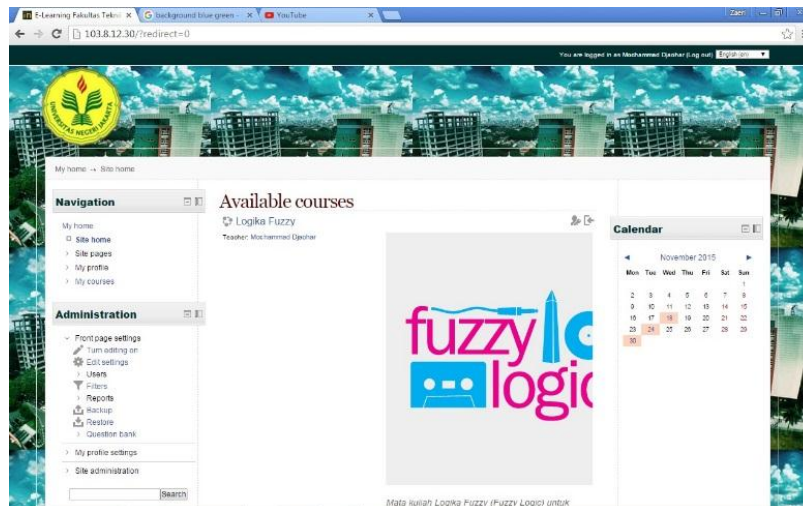 E-Learning Fakultas Tekni
background blue green -
YouTube
Zaen
103.8.12.30/?redirect=0
You are logged in as Mochammad Djaohar (Log out)
UNIVERSITAS NEGERI JAKARTA
My home → Site home
Navigation
My home
Site home
Site pages
My profile
My courses
Administration
Front page settings
Turn editing on
Edit settings
Users
Filters
Reports
Backup
Restore
Question bank
My profile settings
Site administration
Search
Available courses
Logika Fuzzy
Teacher: Mochammad Djaohar
fuzzy
logic
Mata kuliah Logika Fuzzy (Fuzzy Logic) untuk
Calendar
November 2015
Mon Tue Wed Thu Fri Sat Sun
1
2 3 4 5 6 7 8
9 10 11 12 13 14 15
16 17 18 19 20 21 22
23 24 25 26 27 28 29
30